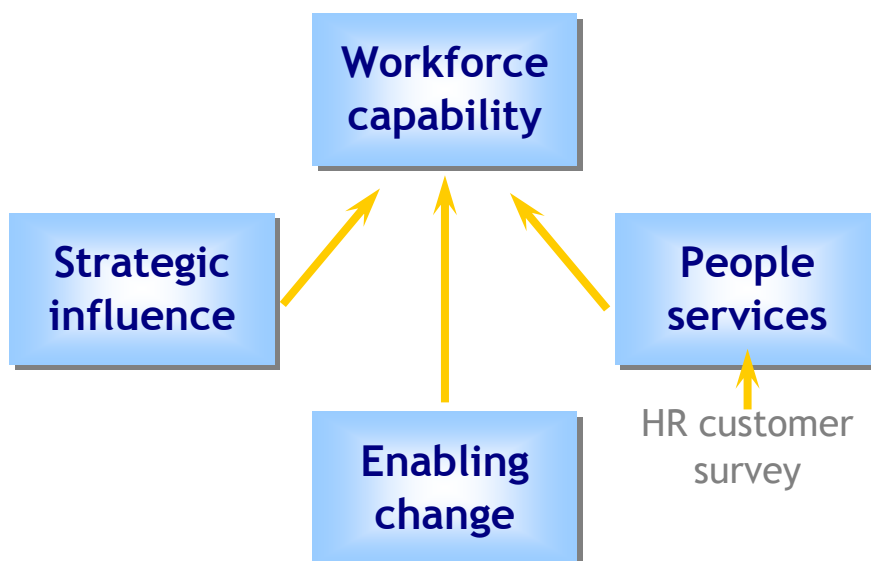 Workforce
capability
Strategic
influence
People
services
HR customer
survey
Enabling
change